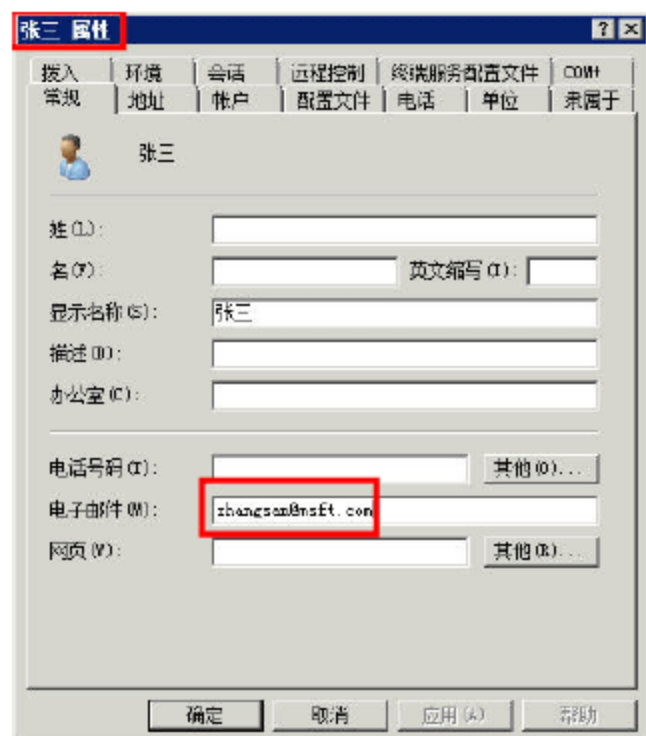 张三 属性
拨入 环境 会话 远程控制 终端服务配置文件 COM+
常规 地址 帐户 配置文件 电话 单位 隶属于
张三
姓(L):
名(F): 英文缩写(I):
显示名称(S): 张三
描述(D):
办公室(C):
电话号码(T): 其他(O)...
电子邮件(M): zhangsan@msft.com
网页(W): 其他(R)...
确定 取消 应用(A) 帮助